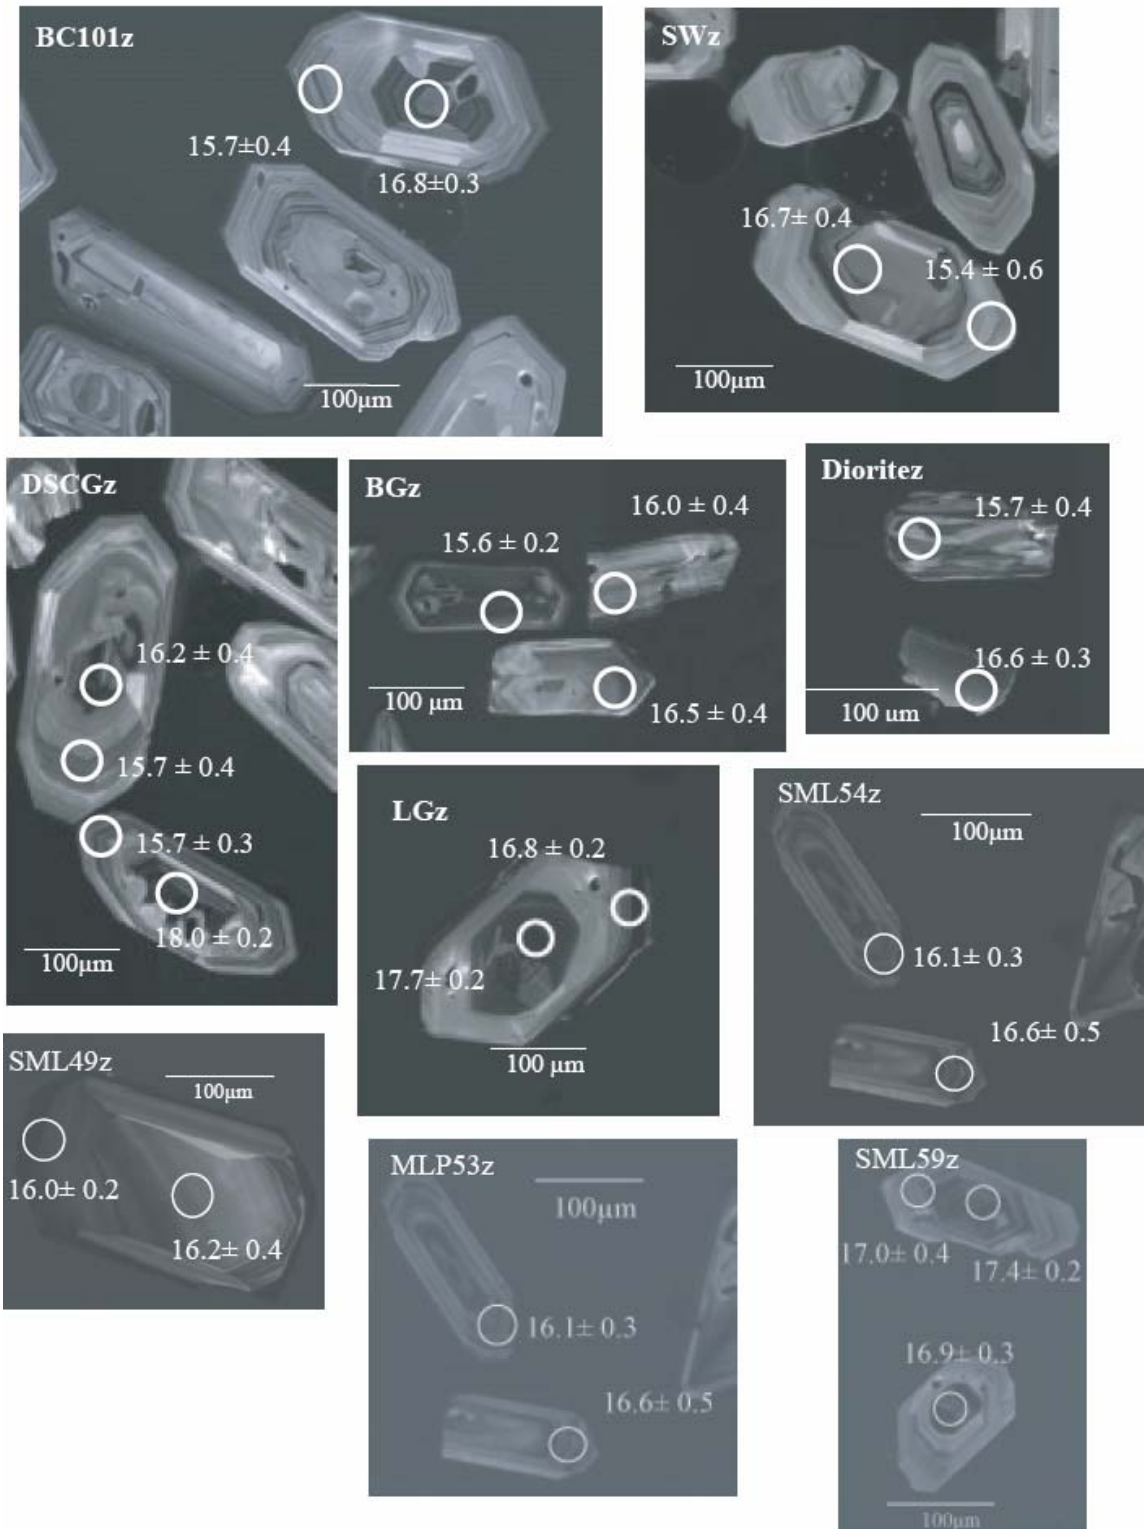 BC101z
15.7±0.4
16.8±0.3
100µm
SWz
16.7± 0.4
15.4 ± 0.6
100µm
DSCGz
16.2 ± 0.4
15.7 ± 0.4
15.7 ± 0.3
18.0 ± 0.2
100µm
BGz
16.0 ± 0.4
15.6 ± 0.2
100 µm
16.5 ± 0.4
Dioritez
15.7 ± 0.4
16.6 ± 0.3
100 um
LGz
16.8 ± 0.2
17.7± 0.2
100 µm
SML54z
100µm
16.1± 0.3
16.6± 0.5
SML49z
100µm
16.0± 0.2
16.2± 0.4
MLP53z
100µm
16.1± 0.3
16.6± 0.5
SML59z
17.0± 0.4
17.4± 0.2
16.9± 0.3
100µm